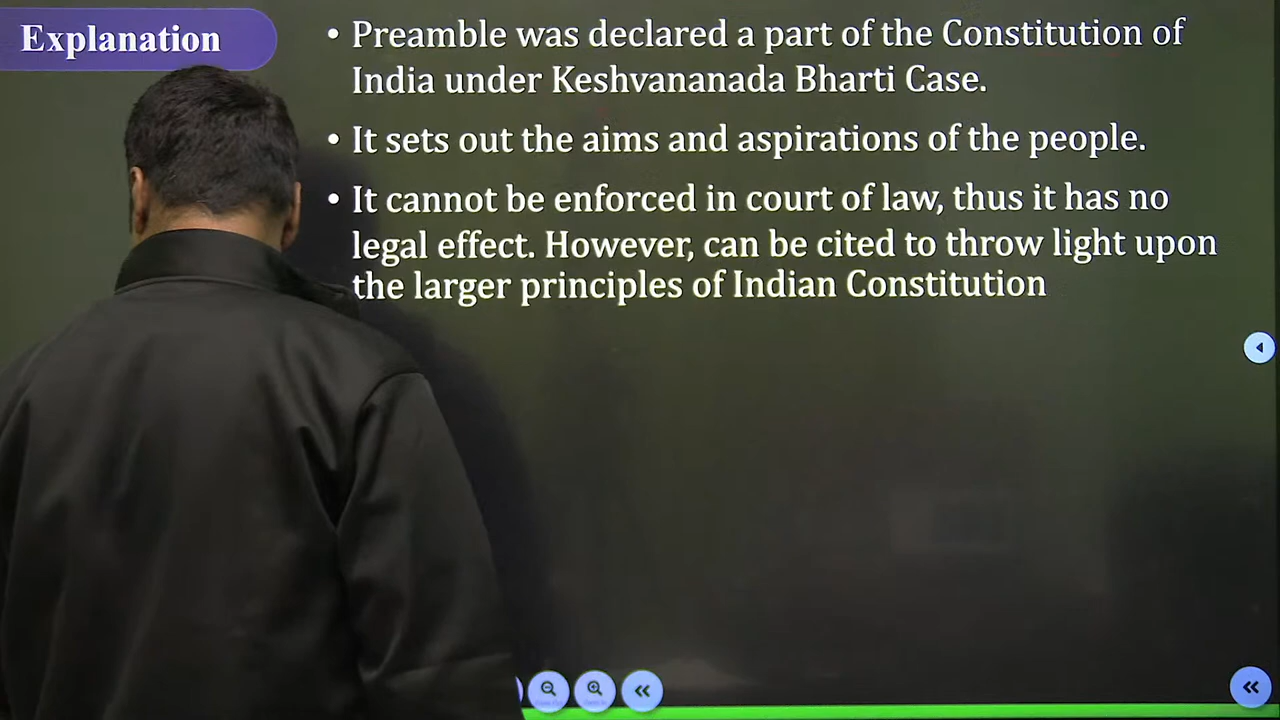 Explanation
• Preamble was declared a part of the Constitution of
India under Keshvananada Bharti Case.
• It sets out the aims and aspirations of the people.
• It cannot be enforced in court of law, thus it has no
legal effect. However, can be cited to throw light upon
the larger principles of Indian Constitution